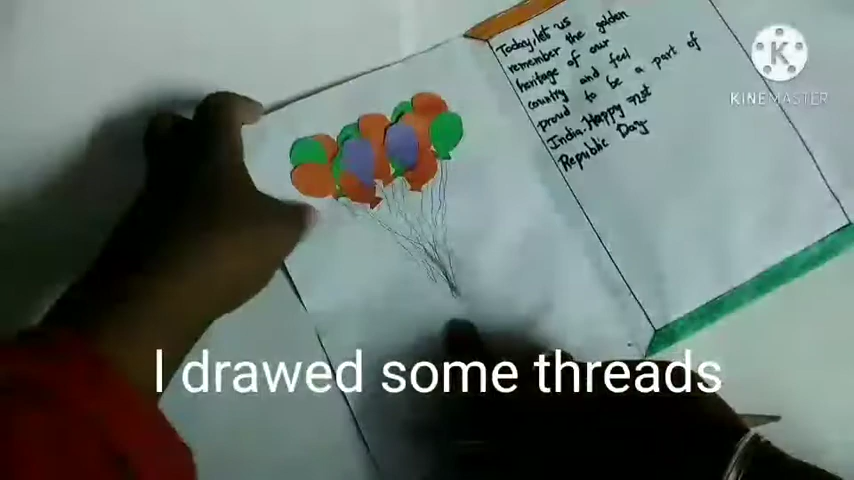 Today, let us
remember the golden
heritage of our
country and feel
proud to be a part of
India. Happy 71st
Republic Day
KINEMASTER
I drawed some threads